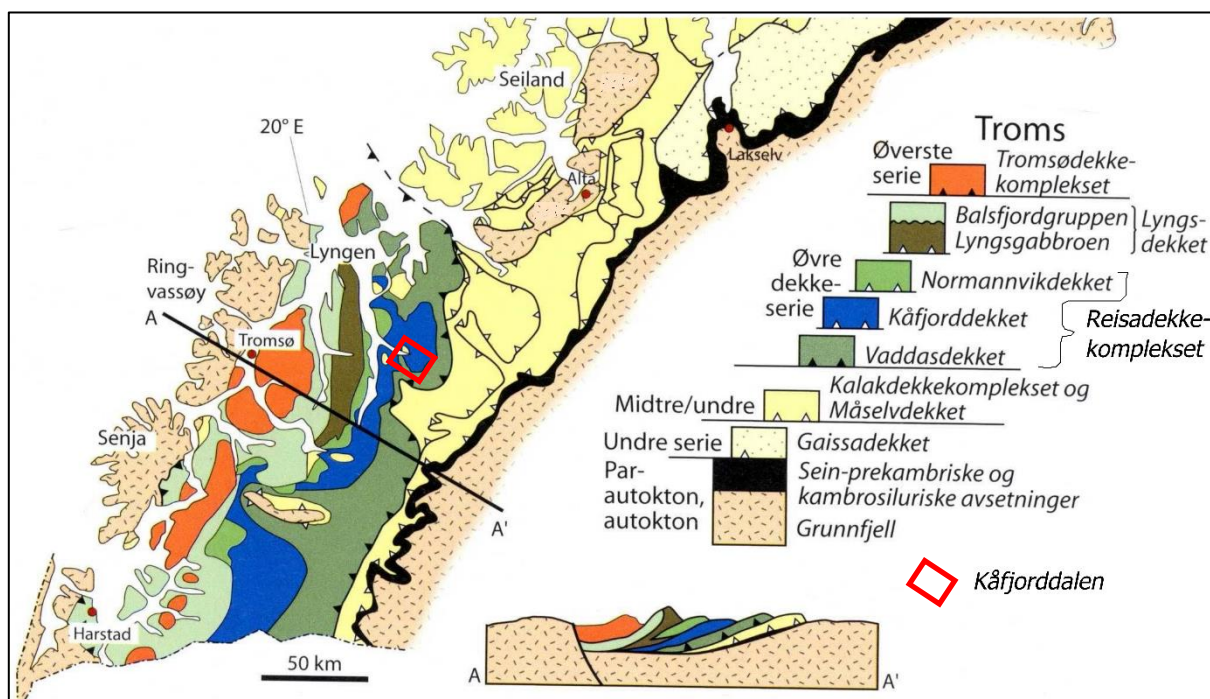 Seiland
20° E
Lakselv
Alta
Lyngen
Ring-
vassøy
A
Tromsø
Senja
A'
Harstad
50 km
Troms
Øverste
serie
Tromsødekke-
komplekset
Balsfjordgruppen
Lyngsgabbroen
Lyngs-
dekket
Øvre
dekke-
serie
Normannvikdekket
Kåfjorddekket
Vaddasdekket
Reisadekke-
komplekset
Midtre/undre
Kalakdekkekomplekset og
Måselvdekket
Undre serie
Gaissadekket
Par-
autokton,
autokton
Sein-prekambriske og
kambrosiluriske avsetninger
Grunnfjell
Kåfjorddalen
A
A'